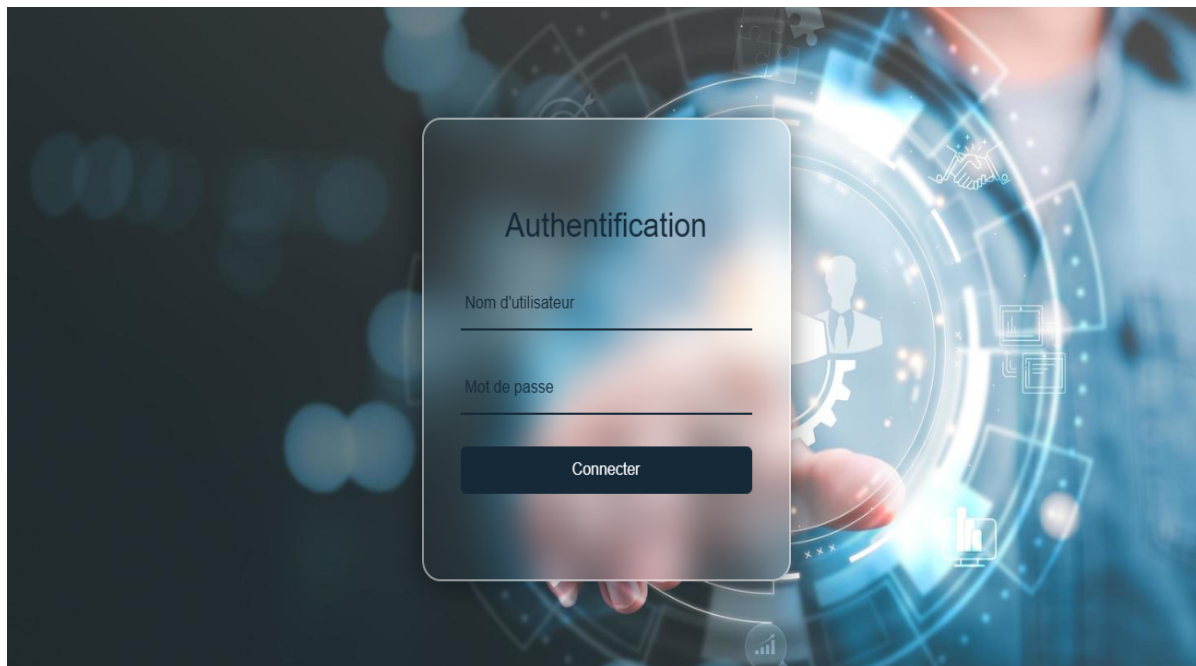 Authentification
Nom d'utilisateur
Mot de passe
Connecter